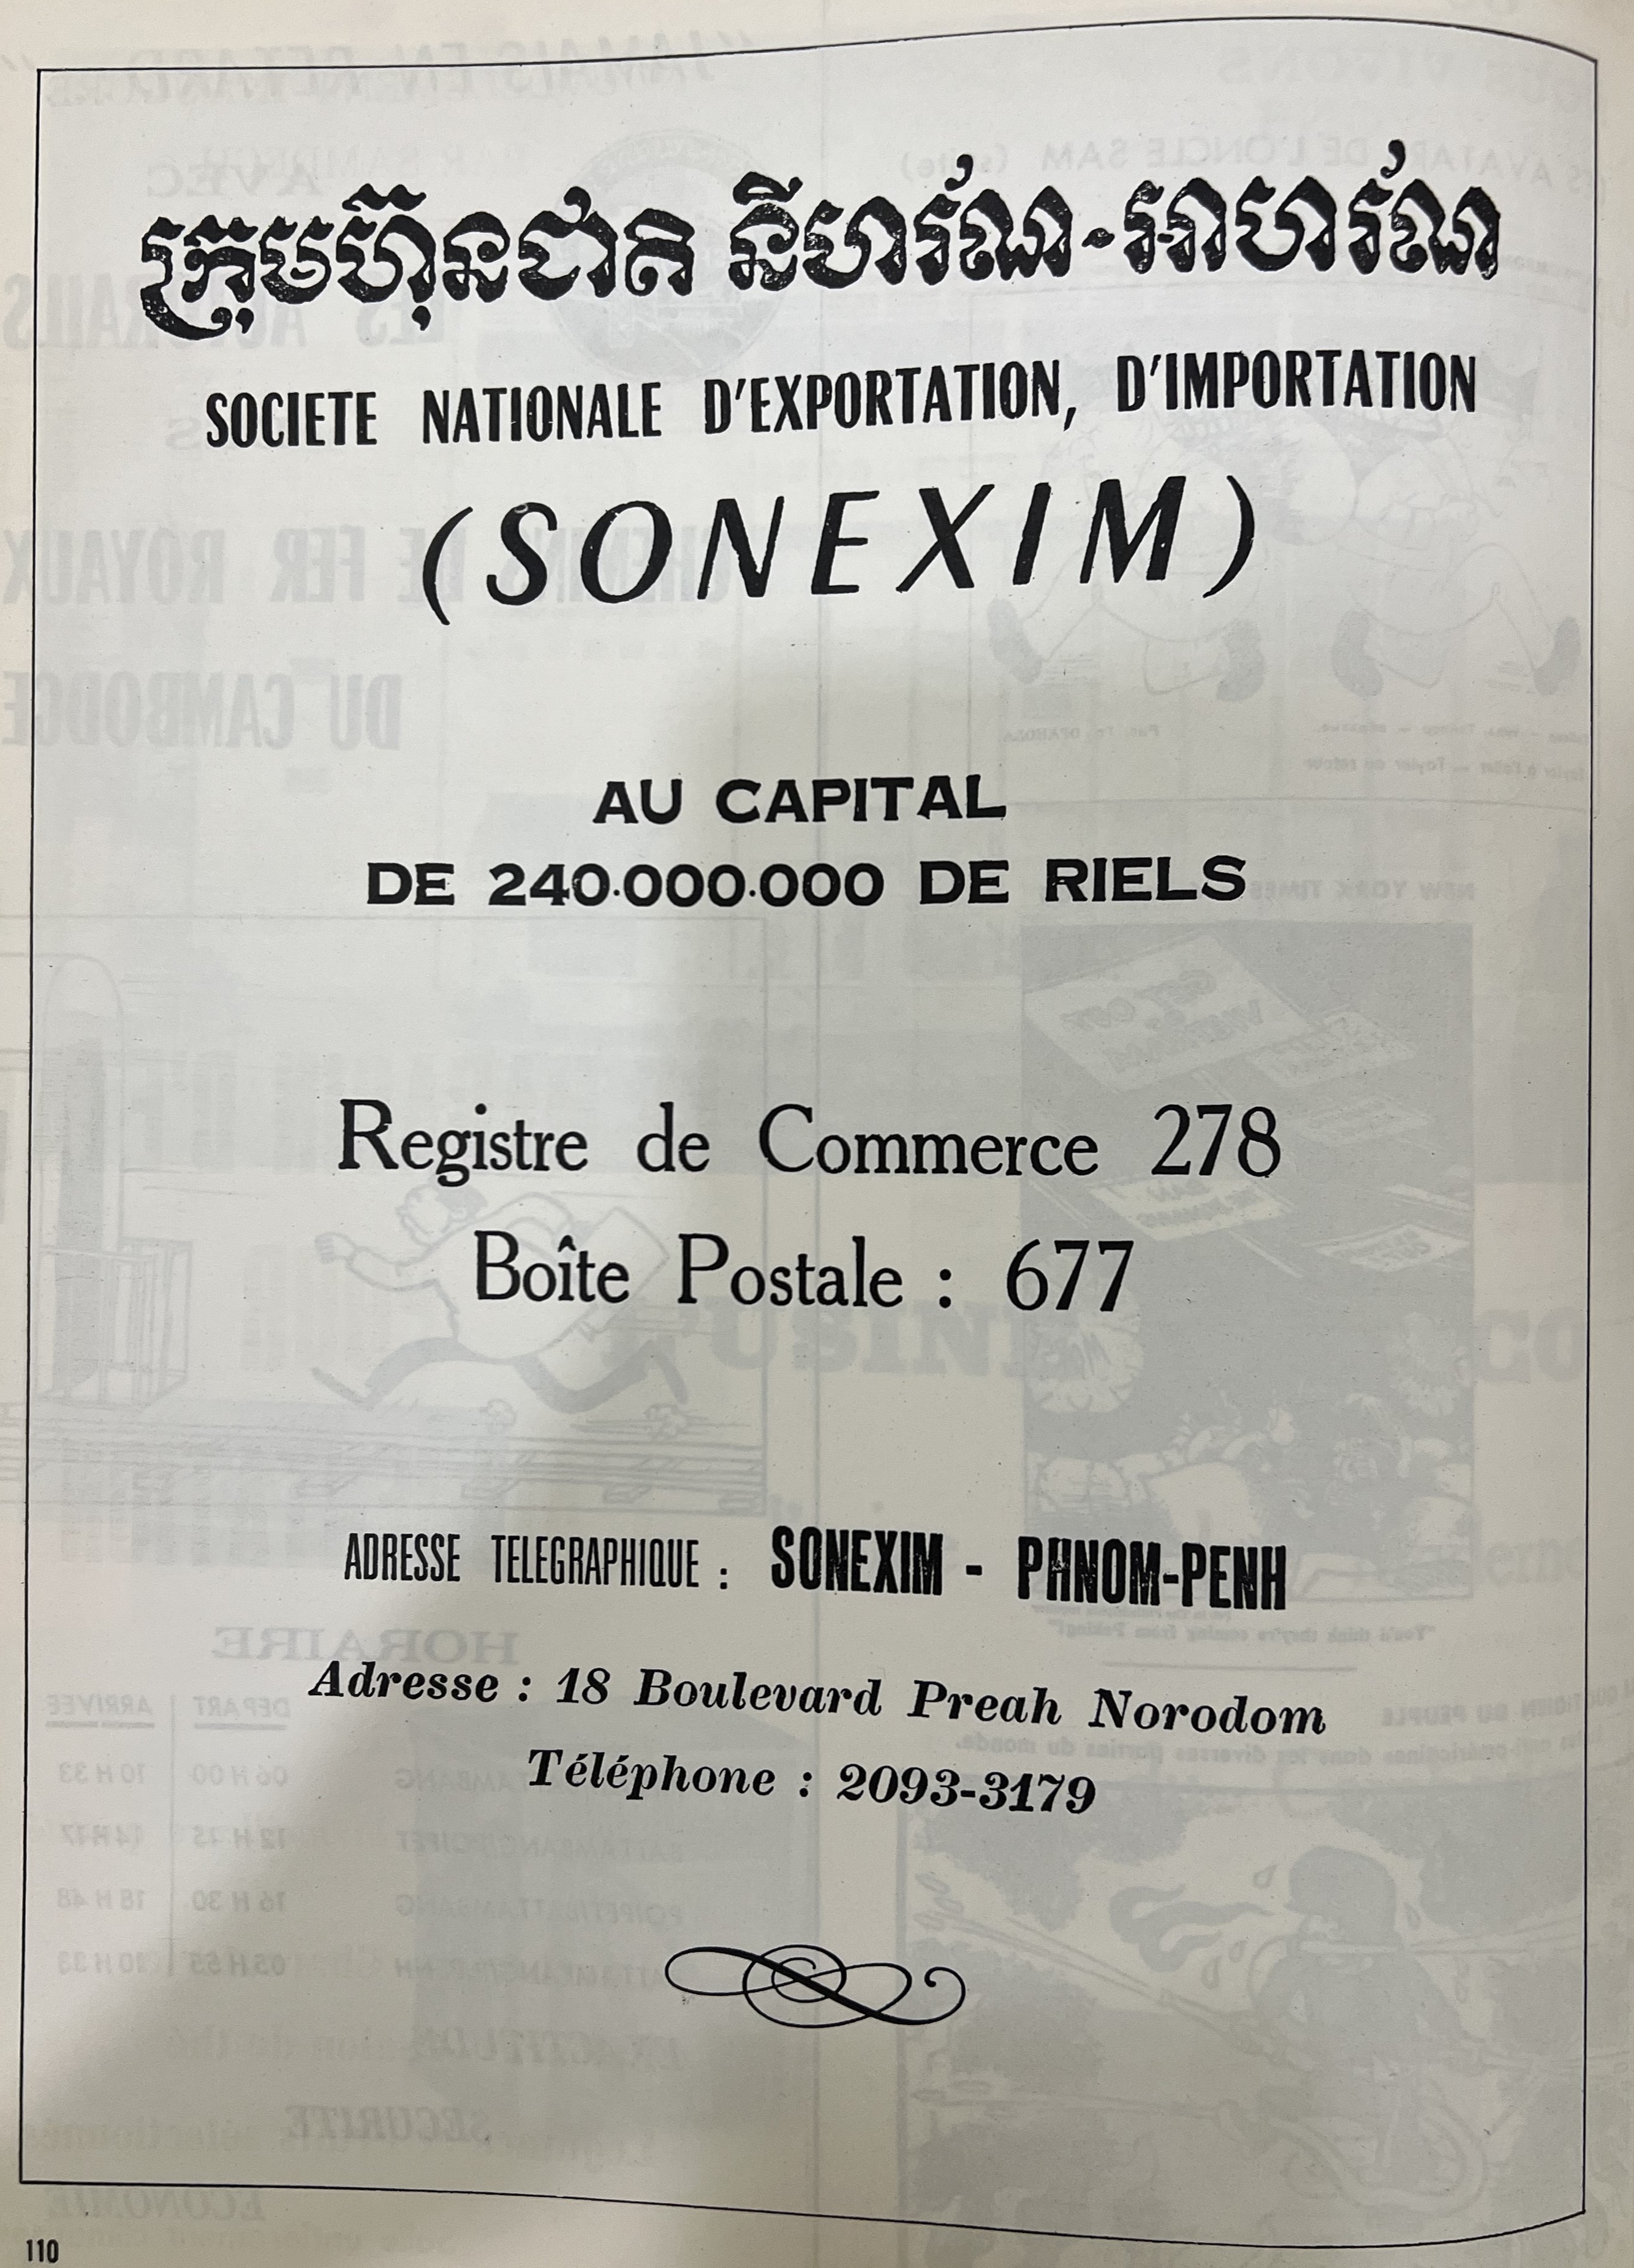 ក្រុមហ៊ុនជាតិ នីហរ័ណ-អាហរ័ណ
SOCIETE NATIONALE D'EXPORTATION, D'IMPORTATION
(SONEXIM)
AU CAPITAL
DE 240.000.000 DE RIELS
Registre de Commerce 278
Boîte Postale : 677
ADRESSE TELEGRAPHIQUE : SONEXIM - PHNOM-PENH
Adresse : 18 Boulevard Preah Norodom
Téléphone : 2093-3179
110